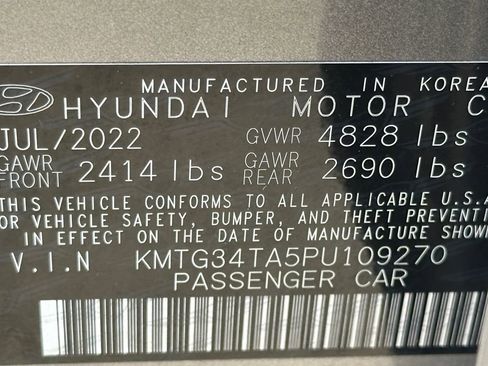 MANUFACTURED IN KOREA
HYUNDAI MOTOR C
JUL/2022 GVWR 4828 lbs
GAWR FRONT 2414 lbs GAWR REAR 2690 lbs
THIS VEHICLE CONFORMS TO ALL APPLICABLE U.S.A
FOR VEHICLE SAFETY, BUMPER, AND THEFT PREVENTI
IN EFFECT ON THE DATE OF MANUFACTURE SHOW
V.I.N KMTG34TA5PU109270
PASSENGER CAR